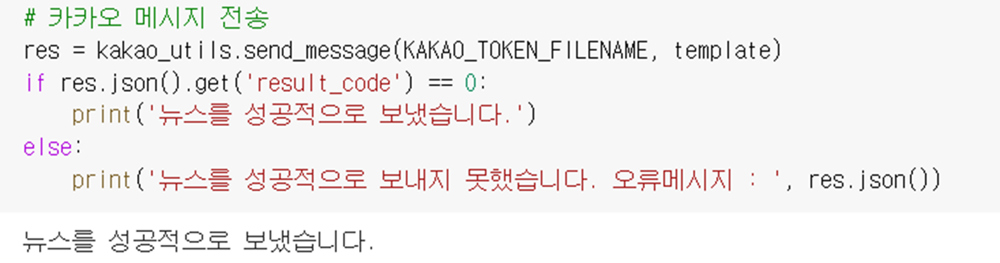 # 카카오 메시지 전송
res = kakao_utils.send_message(KAKAO_TOKEN_FILENAME, template)
if res.json().get('result_code') == 0:
    print('뉴스를 성공적으로 보냈습니다.')
else:
    print('뉴스를 성공적으로 보내지 못했습니다. 오류메시지 : ', res.json())
뉴스를 성공적으로 보냈습니다.